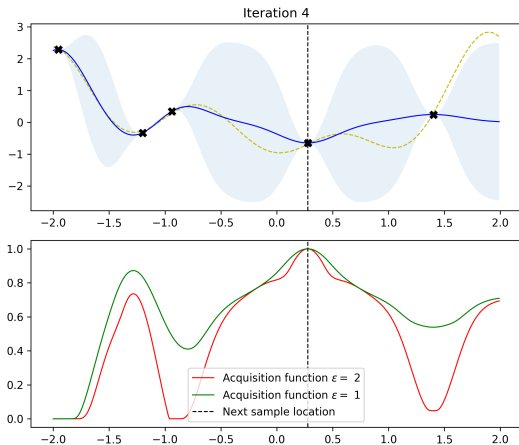 Iteration 4
3
2
1
0
−1
−2
−2.0 −1.5 −1.0 −0.5 0.0 0.5 1.0 1.5 2.0
1.0
0.8
0.6
0.4
0.2
0.0
Acquisition function ε = 2
Acquisition function ε = 1
Next sample location
−2.0 −1.5 −1.0 −0.5 0.0 0.5 1.0 1.5 2.0